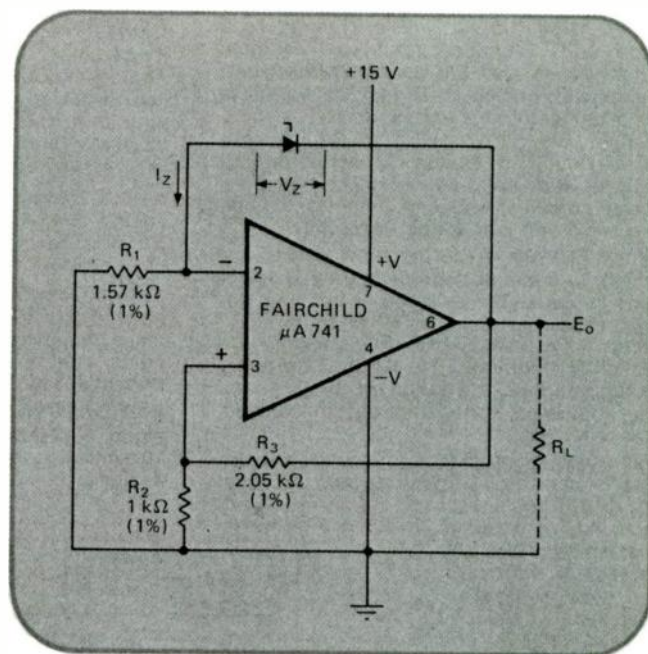 +15 V
I_Z
V_Z
R_1
1.57 kΩ
(1%)
−
2
7
+V
FAIRCHILD
μA 741
6
E_o
+
3
4
−V
R_3
2.05 kΩ
(1%)
R_2
1 kΩ
(1%)
R_L